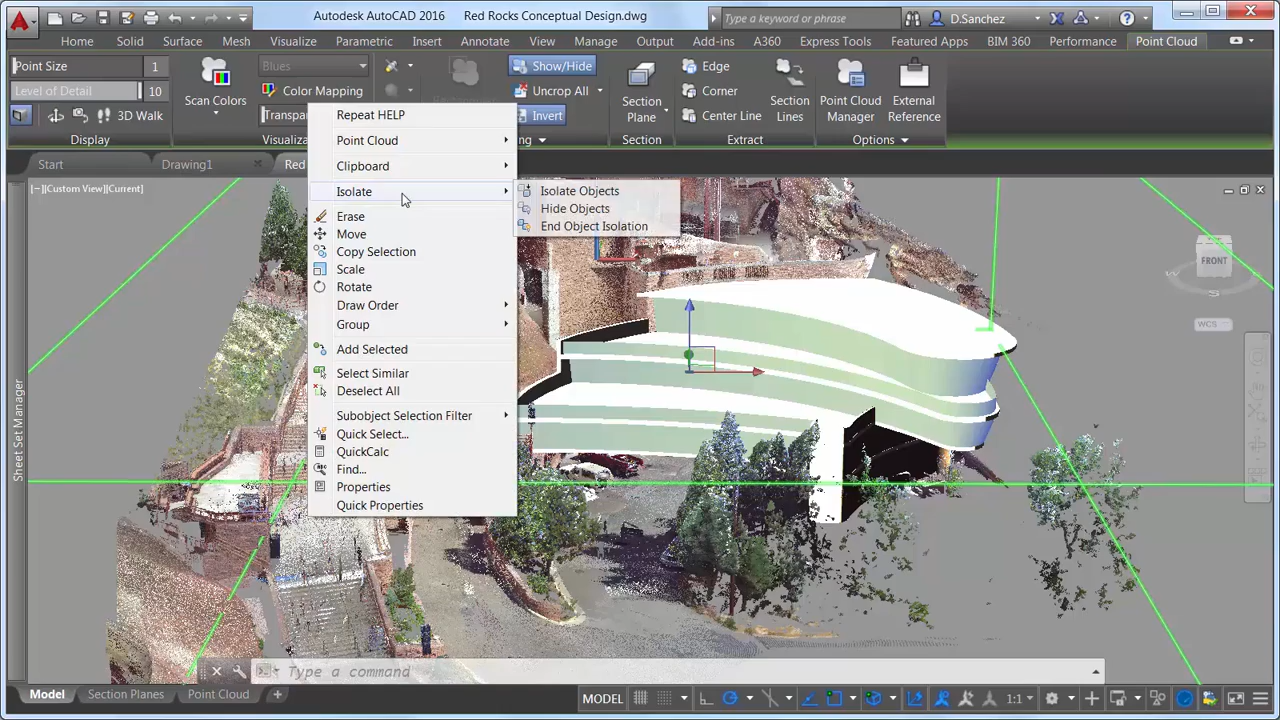 Autodesk AutoCAD 2016 Red Rocks Conceptual Design.dwg
Type a keyword or phrase
D.Sanchez
Home Solid Surface Mesh Visualize Parametric Insert Annotate View Manage Output Add-ins A360 Express Tools Featured Apps BIM 360 Performance Point Cloud
Point Size 1
Level of Detail 10
3D Walk
Display
Scan Colors
Blues
Color Mapping
Transpa
Visualiz
Show/Hide
Uncrop All
Invert
ng
Section Plane
Section
Edge
Corner
Center Line
Section Lines
Extract
Point Cloud Manager
External Reference
Options
Start Drawing1 Red
[−][Custom View][Current]
Repeat HELP
Point Cloud
Clipboard
Isolate
Erase
Move
Copy Selection
Scale
Rotate
Draw Order
Group
Add Selected
Select Similar
Deselect All
Subobject Selection Filter
Quick Select...
QuickCalc
Find...
Properties
Quick Properties
Isolate Objects
Hide Objects
End Object Isolation
FRONT
W
S
WCS
Sheet Set Manager
Type a command
Model Section Planes Point Cloud +
MODEL
1:1